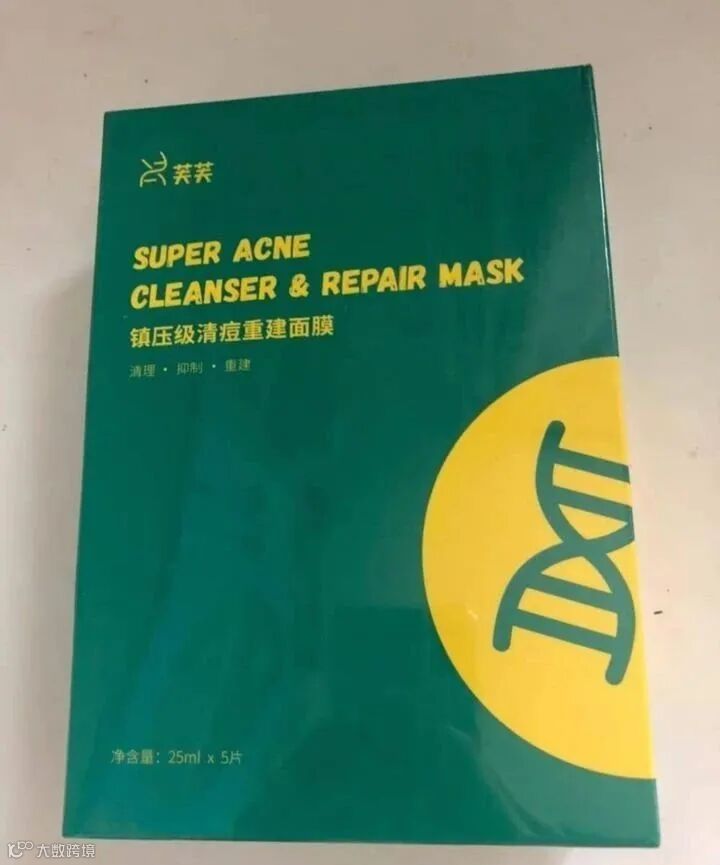 芙芙
SUPER ACNE
CLEANSER & REPAIR MASK
镇压级清痘重建面膜
清理 · 抑制 · 重建
净含量：25ml x 5片
大数跨境